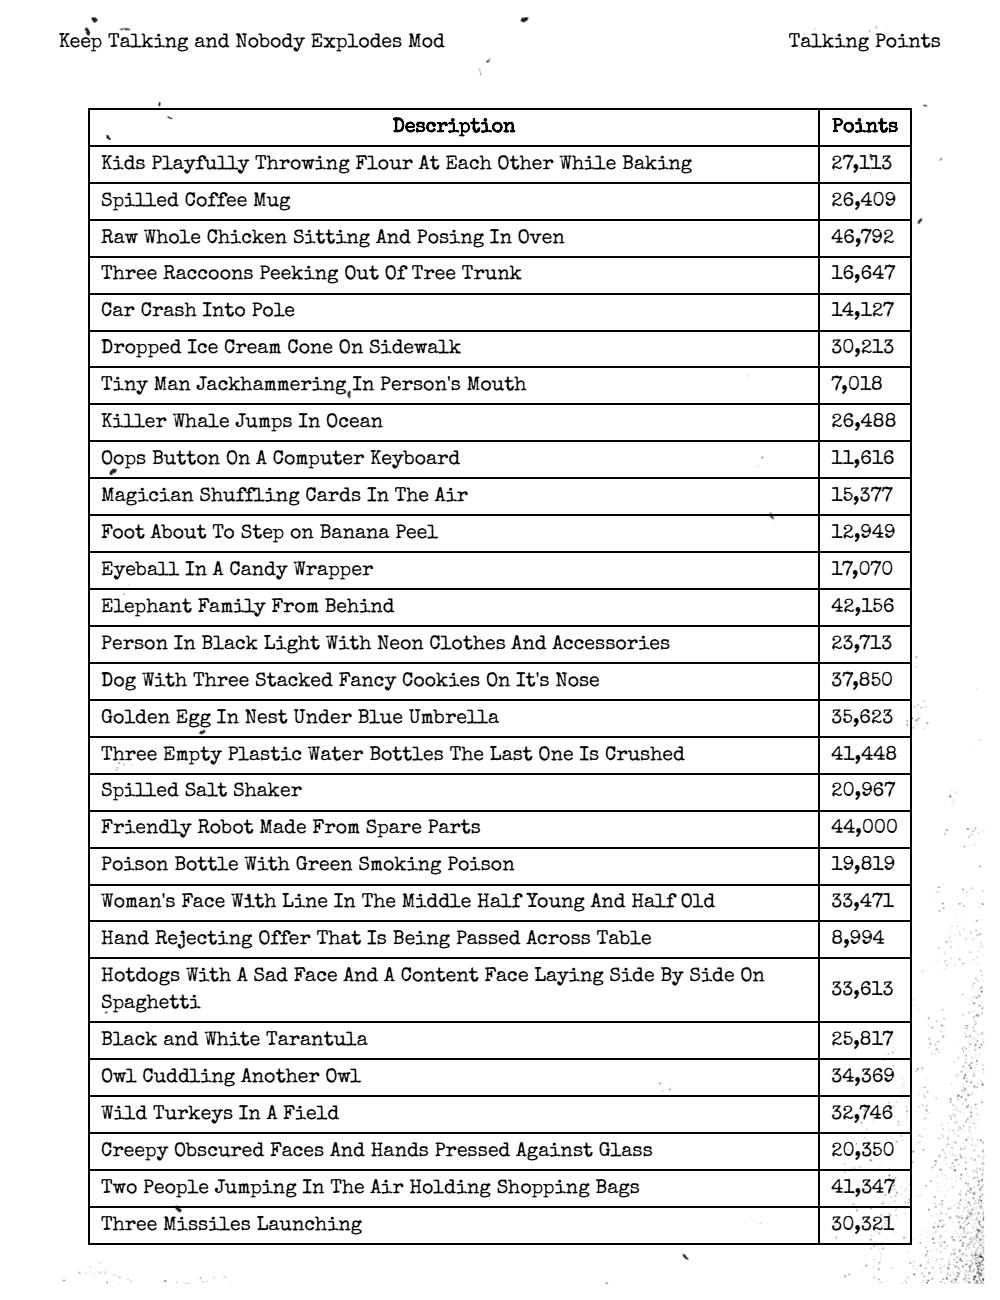 Keep Talking and Nobody Explodes Mod Talking Points
Description Points
Kids Playfully Throwing Flour At Each Other While Baking 27,113
Spilled Coffee Mug 26,409
Raw Whole Chicken Sitting And Posing In Oven 46,792
Three Raccoons Peeking Out Of Tree Trunk 16,647
Car Crash Into Pole 14,127
Dropped Ice Cream Cone On Sidewalk 30,213
Tiny Man Jackhammering In Person's Mouth 7,018
Killer Whale Jumps In Ocean 26,488
Oops Button On A Computer Keyboard 11,616
Magician Shuffling Cards In The Air 15,377
Foot About To Step on Banana Peel 12,949
Eyeball In A Candy Wrapper 17,070
Elephant Family From Behind 42,156
Person In Black Light With Neon Clothes And Accessories 23,713
Dog With Three Stacked Fancy Cookies On It's Nose 37,850
Golden Egg In Nest Under Blue Umbrella 35,623
Three Empty Plastic Water Bottles The Last One Is Crushed 41,448
Spilled Salt Shaker 20,967
Friendly Robot Made From Spare Parts 44,000
Poison Bottle With Green Smoking Poison 19,819
Woman's Face With Line In The Middle Half Young And Half Old 33,471
Hand Rejecting Offer That Is Being Passed Across Table 8,994
Hotdogs With A Sad Face And A Content Face Laying Side By Side On
Spaghetti 33,613
Black and White Tarantula 25,817
Owl Cuddling Another Owl 34,369
Wild Turkeys In A Field 32,746
Creepy Obscured Faces And Hands Pressed Against Glass 20,350
Two People Jumping In The Air Holding Shopping Bags 41,347
Three Missiles Launching 30,321